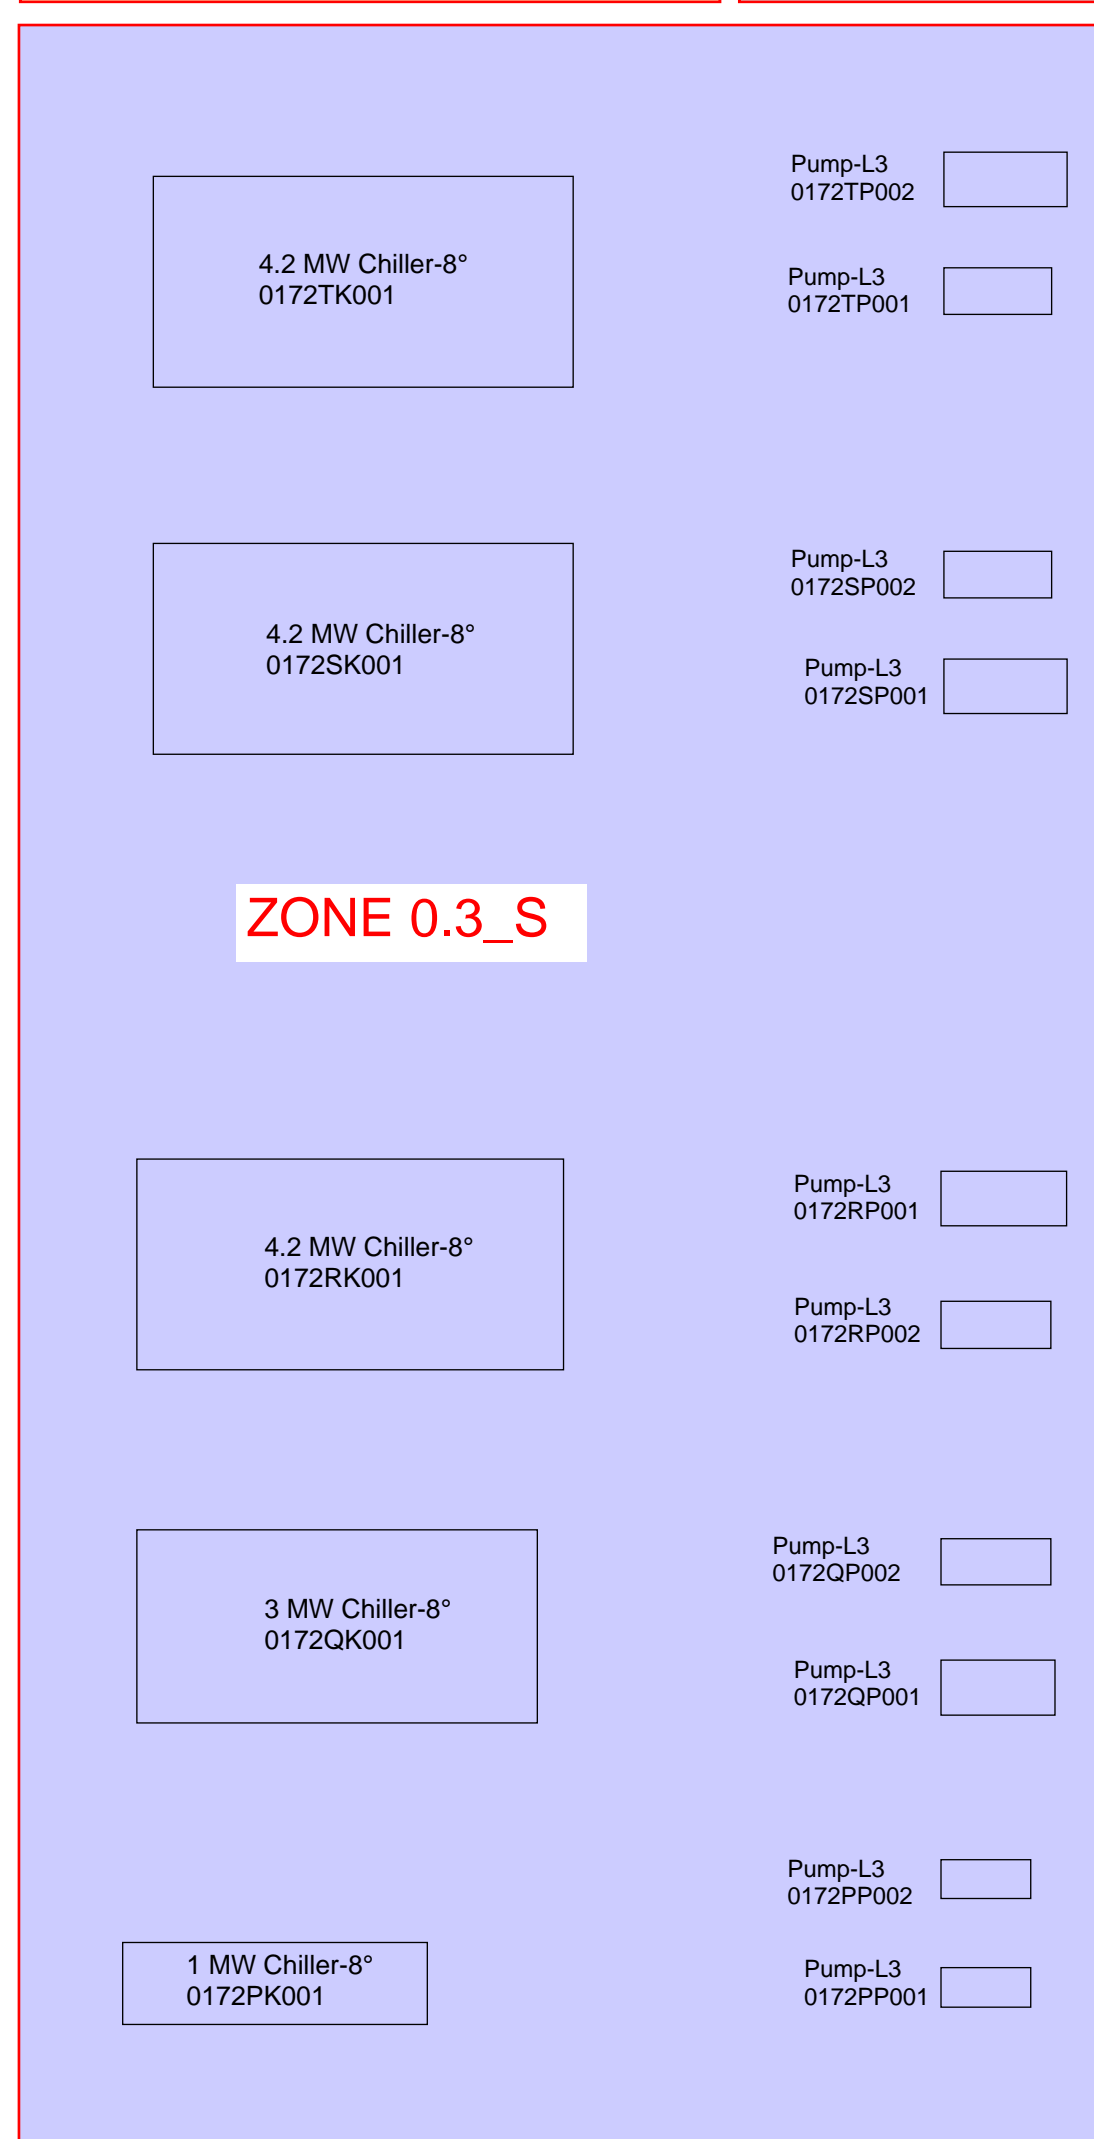 Pump-L3
0172TP002
4.2 MW Chiller-8°
0172TK001
Pump-L3
0172TP001
Pump-L3
0172SP002
4.2 MW Chiller-8°
0172SK001
Pump-L3
0172SP001
ZONE 0.3_S
Pump-L3
0172RP001
4.2 MW Chiller-8°
0172RK001
Pump-L3
0172RP002
Pump-L3
0172QP002
3 MW Chiller-8°
0172QK001
Pump-L3
0172QP001
Pump-L3
0172PP002
1 MW Chiller-8°
0172PK001
Pump-L3
0172PP001